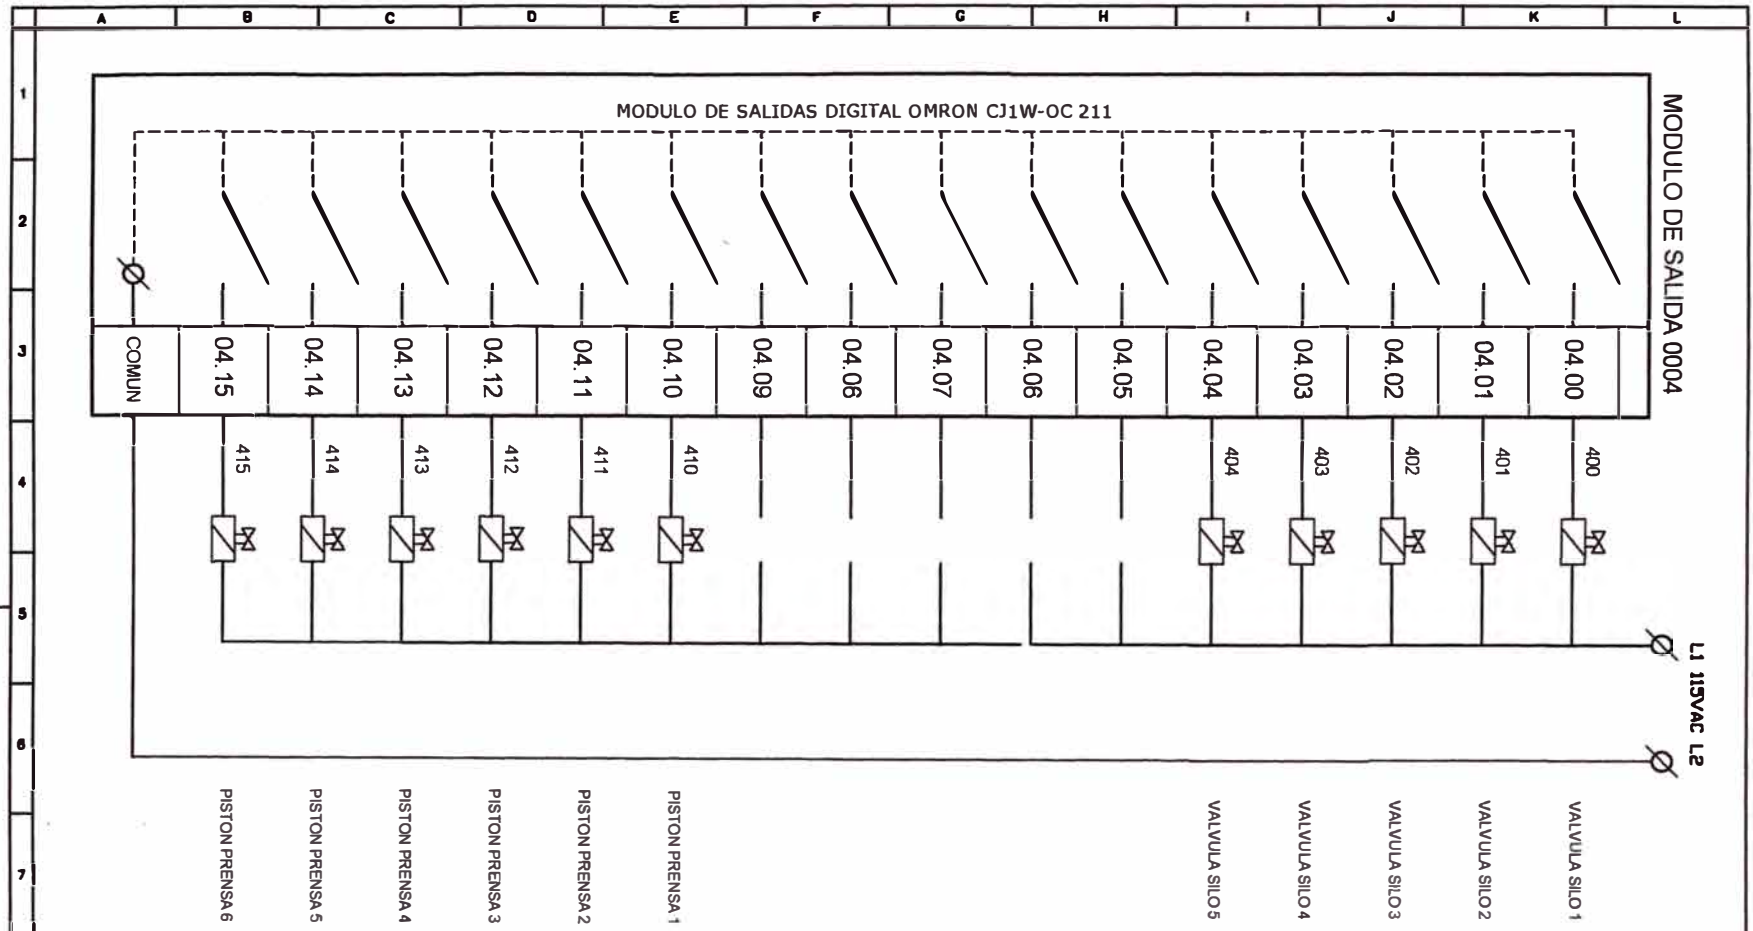 A B C D E F G H I J K L
1
2
3
4
5
6
7
MODULO DE SALIDAS DIGITAL OMRON CJ1W-OC 211
MODULO DE SALIDA 0004
COMUN
04.15
04.14
04.13
04.12
04.11
04.10
04.09
04.06
04.07
04.06
04.05
04.04
04.03
04.02
04.01
04.00
415
414
413
412
411
410
404
403
402
401
400
L1 115VAC L2
PISTON PRENSA 6
PISTON PRENSA 5
PISTON PRENSA 4
PISTON PRENSA 3
PISTON PRENSA 2
PISTON PRENSA 1
VALVULA SILO 5
VALVULA SILO 4
VALVULA SILO 3
VALVULA SILO 2
VALVULA SILO 1